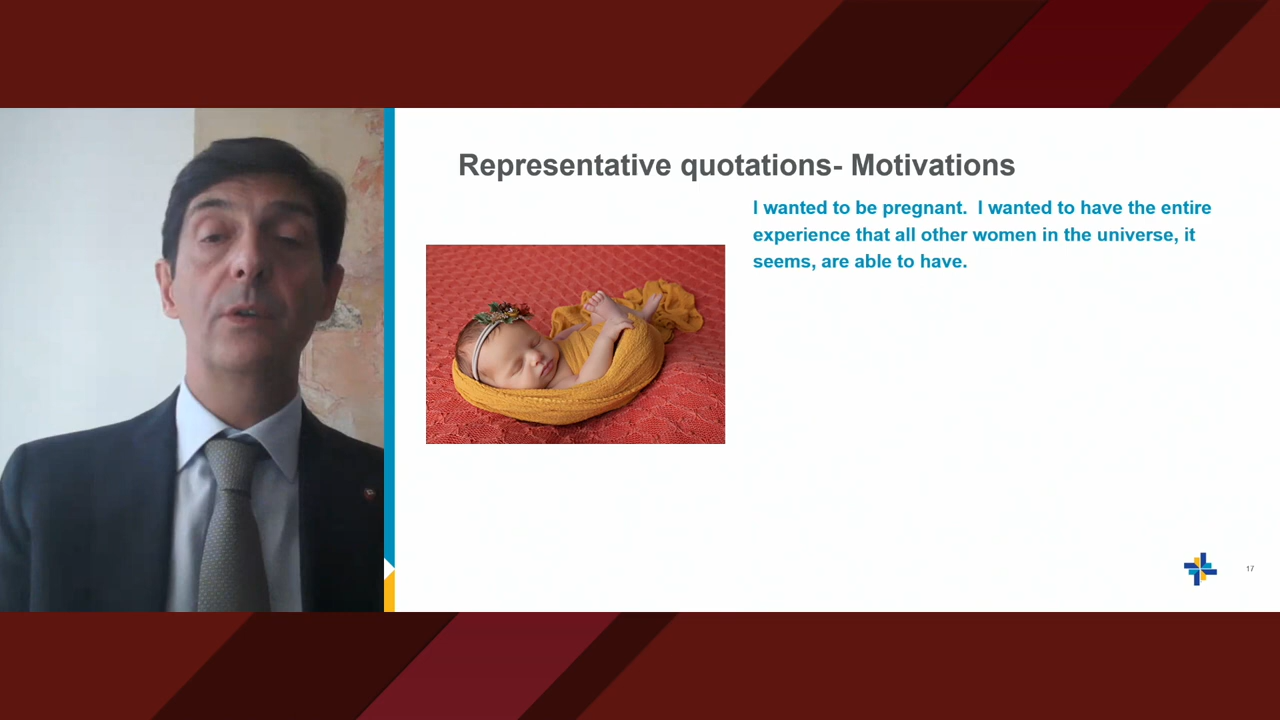 Representative quotations- Motivations
I wanted to be pregnant.  I wanted to have the entire
experience that all other women in the universe, it
seems, are able to have.
17